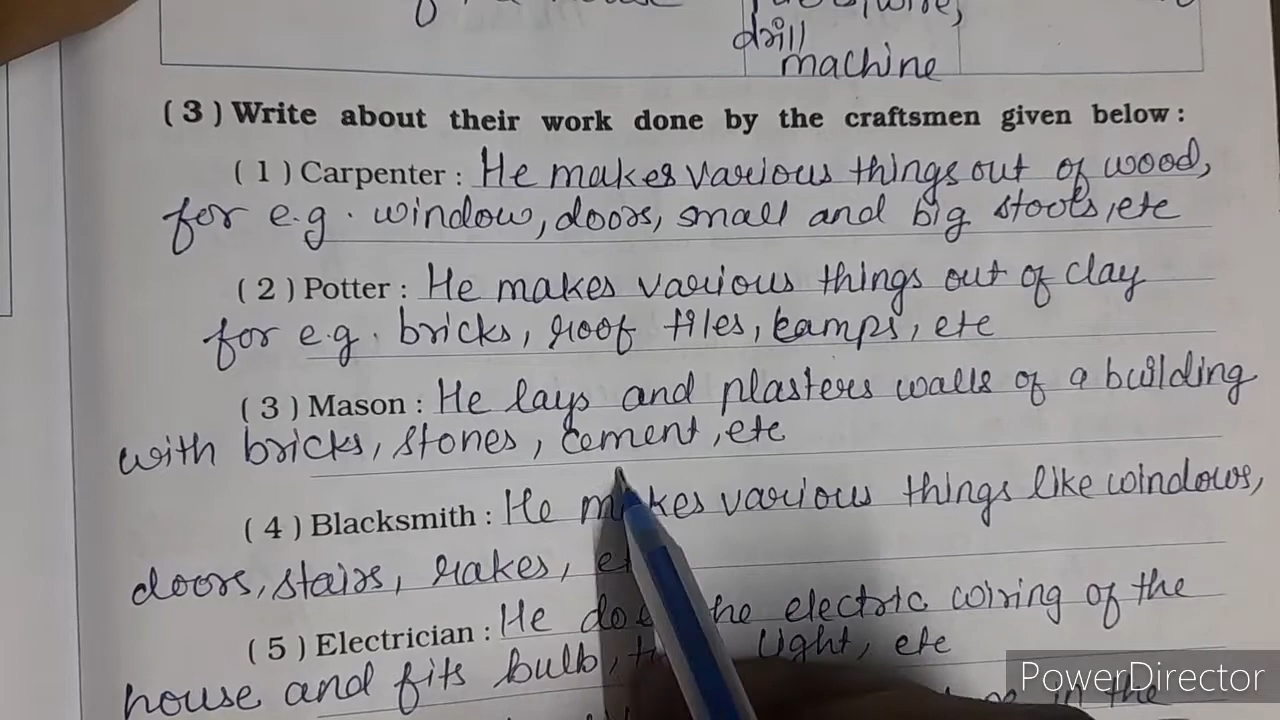 drill
machine
( 3 ) Write about their work done by the craftsmen given below :
( 1 ) Carpenter : He makes various things out of wood,
for e.g. window, doors, small and big stools, etc
( 2 ) Potter : He makes various things out of clay
for e.g. bricks, roof tiles, lamps, etc
( 3 ) Mason : He lays and plasters walls of a building
with bricks, stones, cement, etc
( 4 ) Blacksmith : He makes various things like windows,
doors, stairs, rakes,
( 5 ) Electrician : He does the electric wiring of the
house and fits bulb, light, etc
in the
PowerDirector